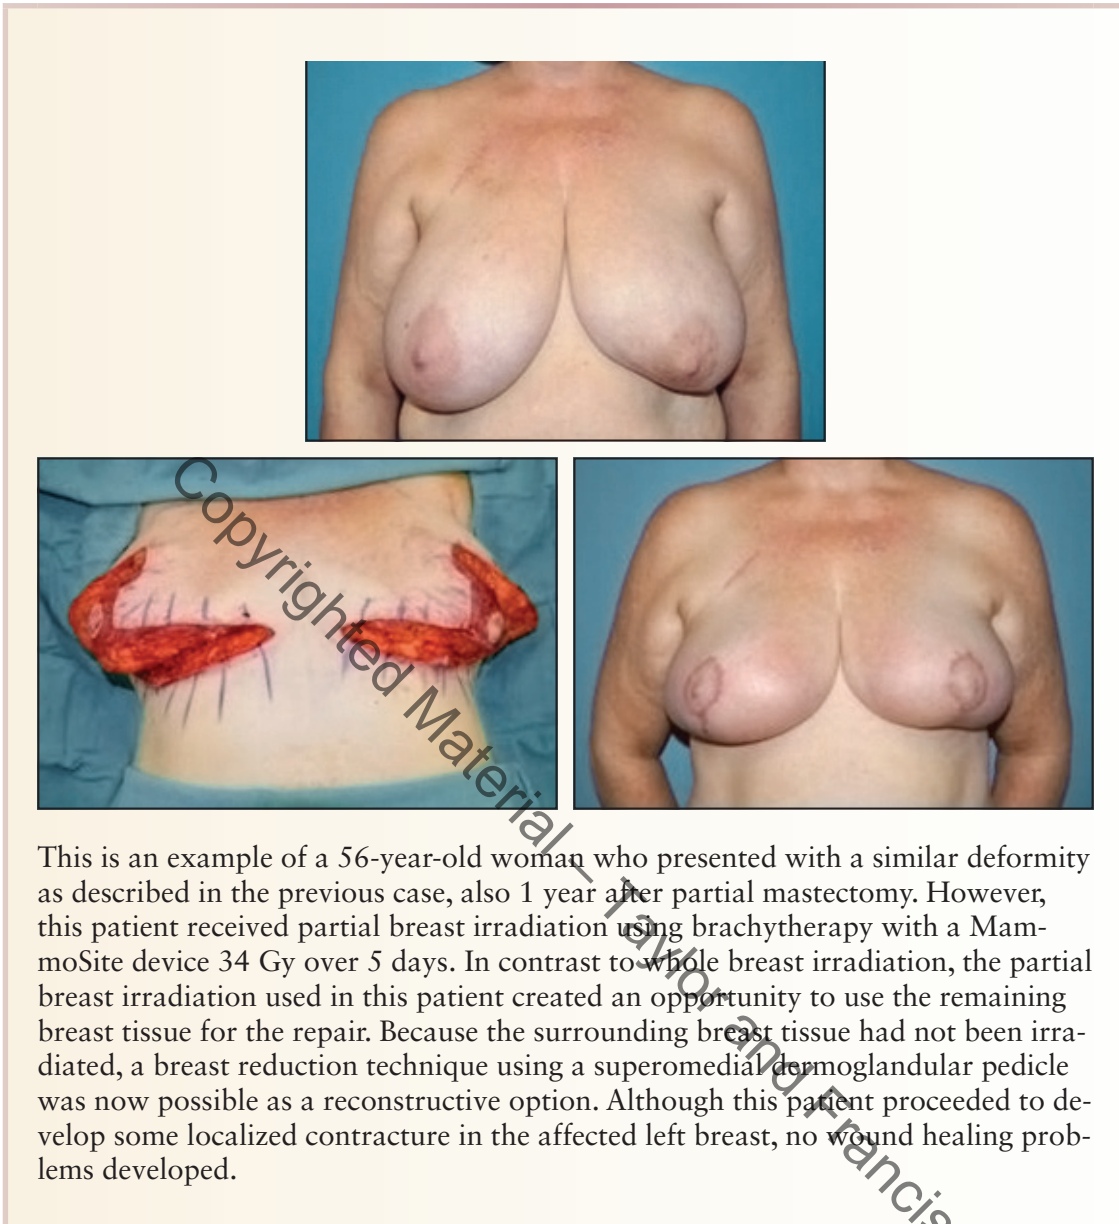 This is an example of a 56-year-old woman who presented with a similar deformity
as described in the previous case, also 1 year after partial mastectomy. However,
this patient received partial breast irradiation using brachytherapy with a Mam-
moSite device 34 Gy over 5 days. In contrast to whole breast irradiation, the partial
breast irradiation used in this patient created an opportunity to use the remaining
breast tissue for the repair. Because the surrounding breast tissue had not been irra-
diated, a breast reduction technique using a superomedial dermoglandular pedicle
was now possible as a reconstructive option. Although this patient proceeded to de-
velop some localized contracture in the affected left breast, no wound healing prob-
lems developed.
Copyrighted Material – Taylor and Francis